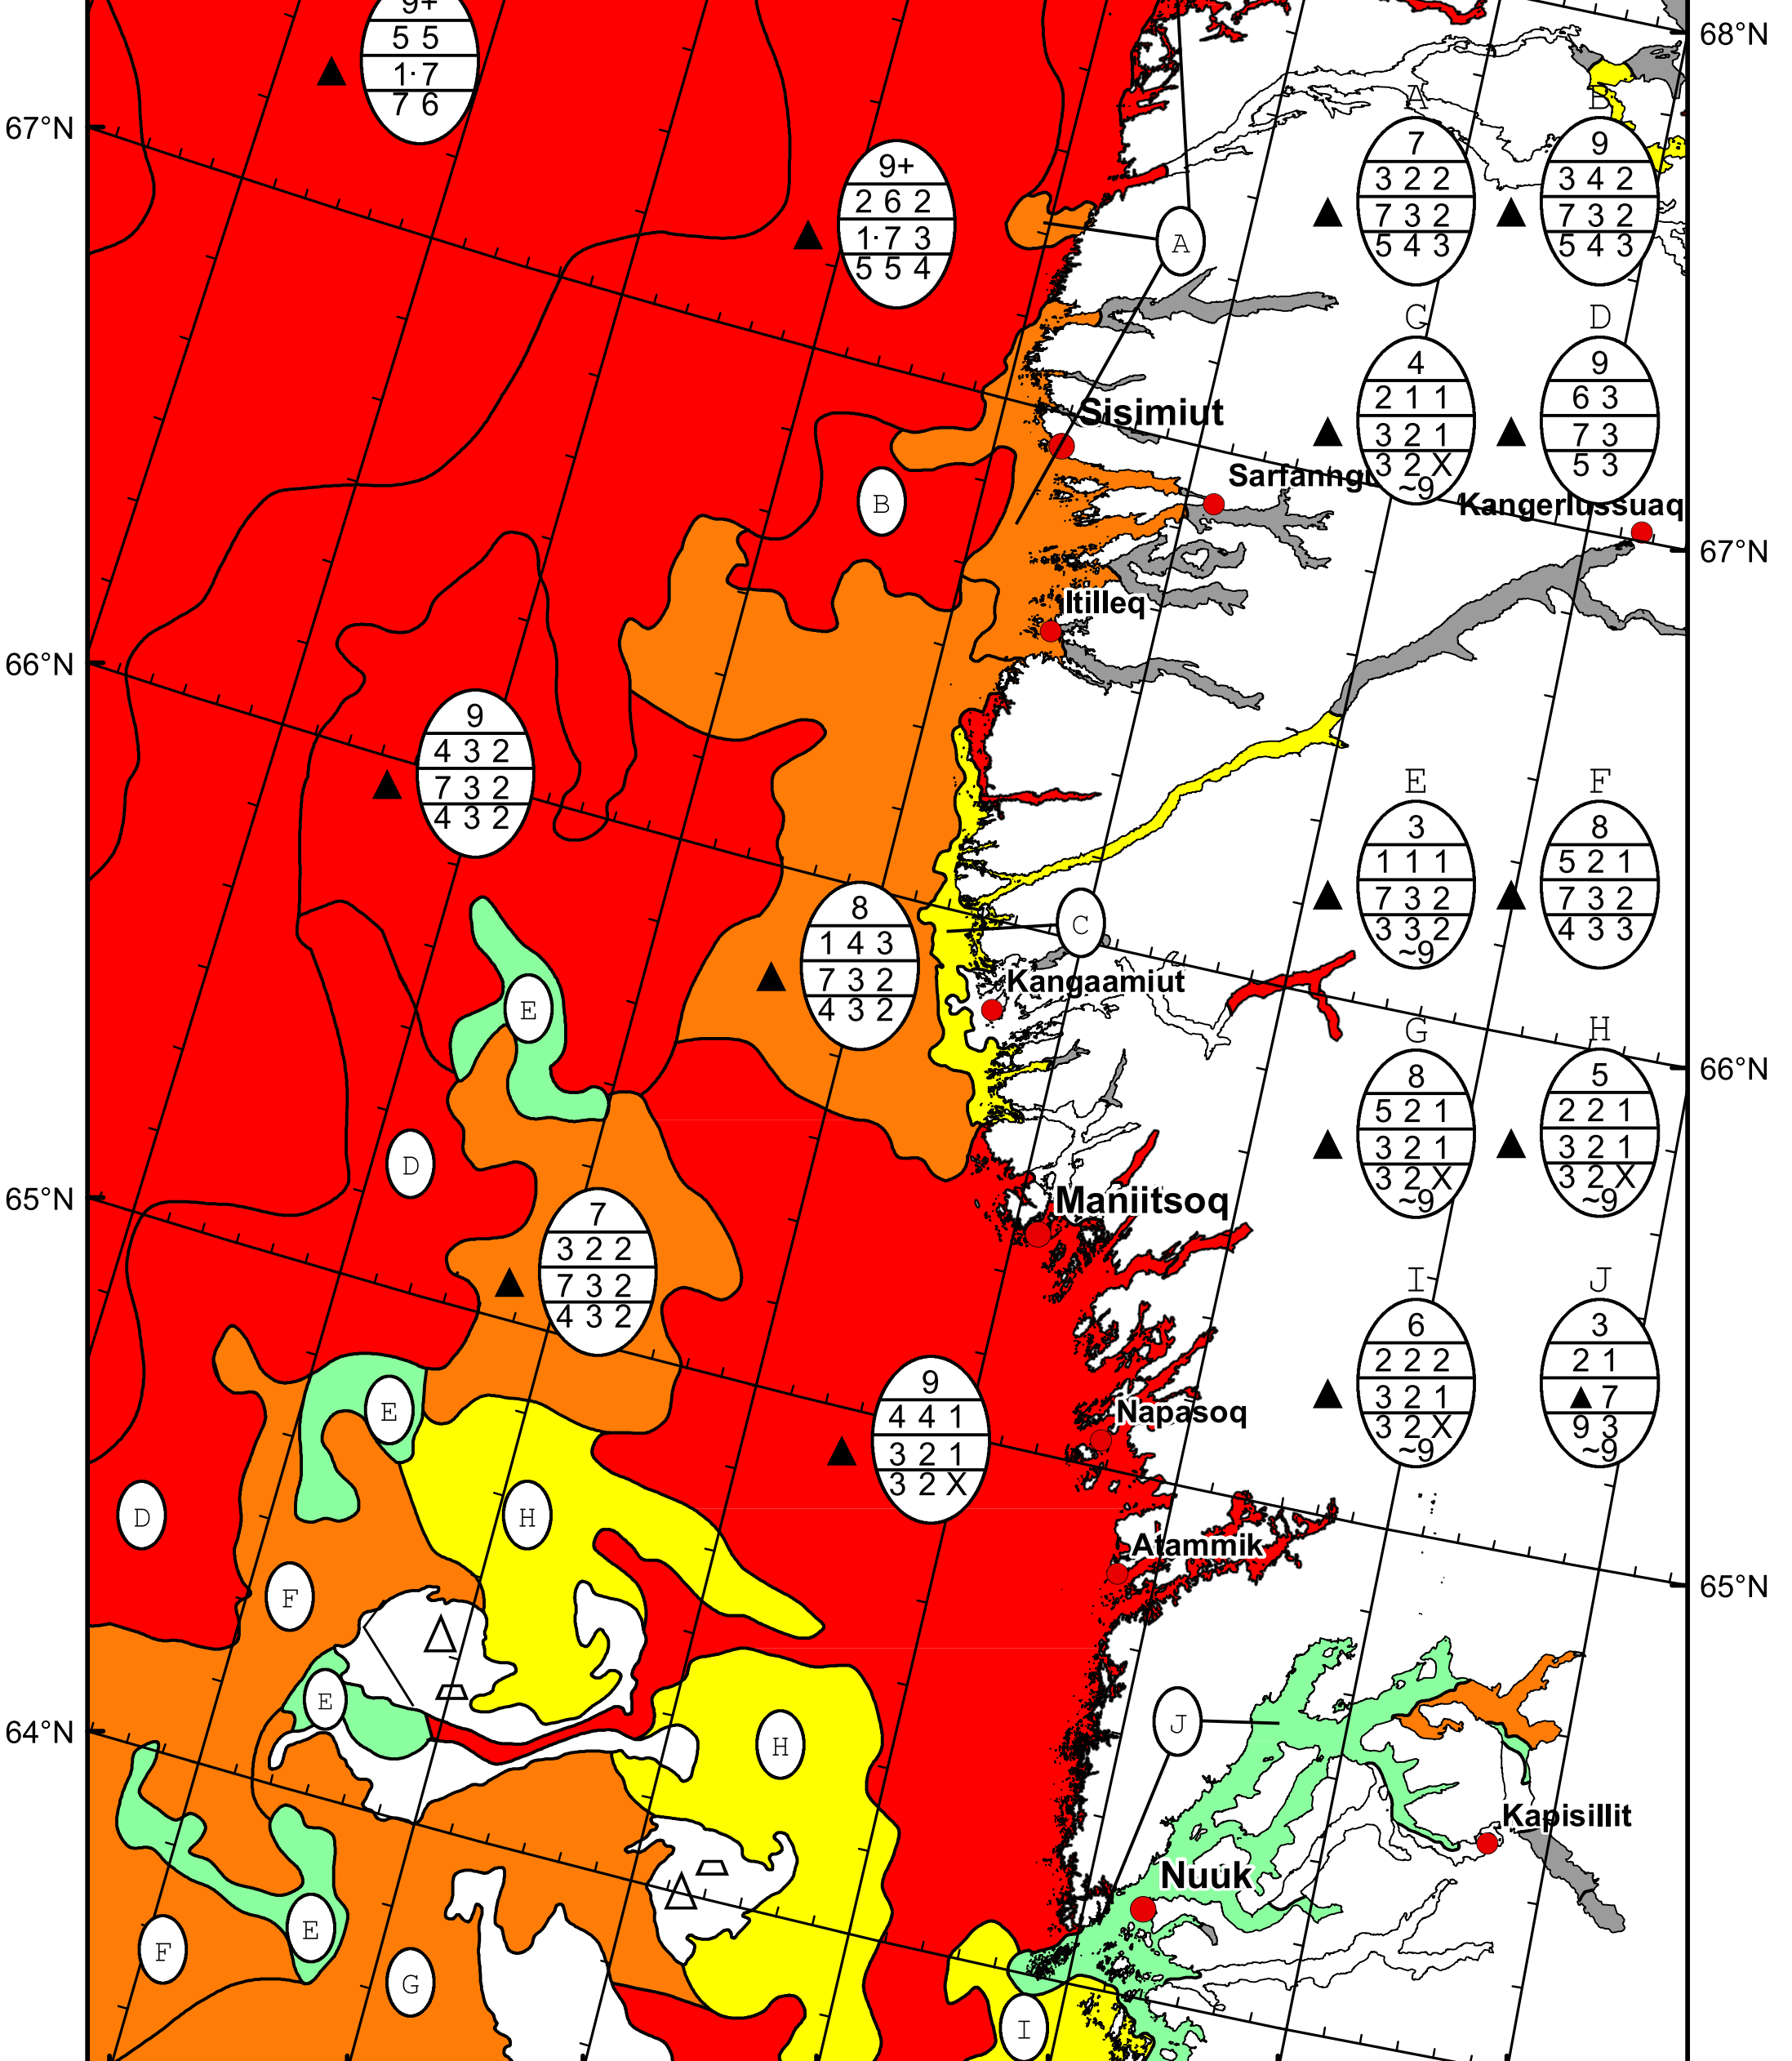 9+
5 5
1· 7
7 6
68°N
67°N
A
B
7
3 2 2
7 3 2
5 4 3
9
3 4 2
7 3 2
5 4 3
9+
2 6 2
1· 7 3
5 5 4
A
C
D
4
2 1 1
3 2 1
3 2 X
~9
9
6 3
7 3
5 3
Sisimiut
B
Kangerlussuaq
67°N
Itilleq
66°N
9
4 3 2
7 3 2
4 3 2
E
F
3
1 1 1
7 3 2
3 3 2
~9
8
5 2 1
7 3 2
4 3 3
8
1 4 3
7 3 2
4 3 2
C
Kangaamiut
E
G
H
66°N
8
5 2 1
3 2 1
3 2 X
~9
5
2 2 1
3 2 1
3 2 X
~9
D
65°N
Maniitsoq
7
3 2 2
7 3 2
4 3 2
I
J
6
2 2 2
3 2 1
3 2 X
~9
3
2 1
▲ 7
9 3
~9
9
4 4 1
3 2 1
3 2 X
E
Napasoq
D
H
Atammik
65°N
F
E
64°N
H
J
Kapisillit
Nuuk
E
F
G
I